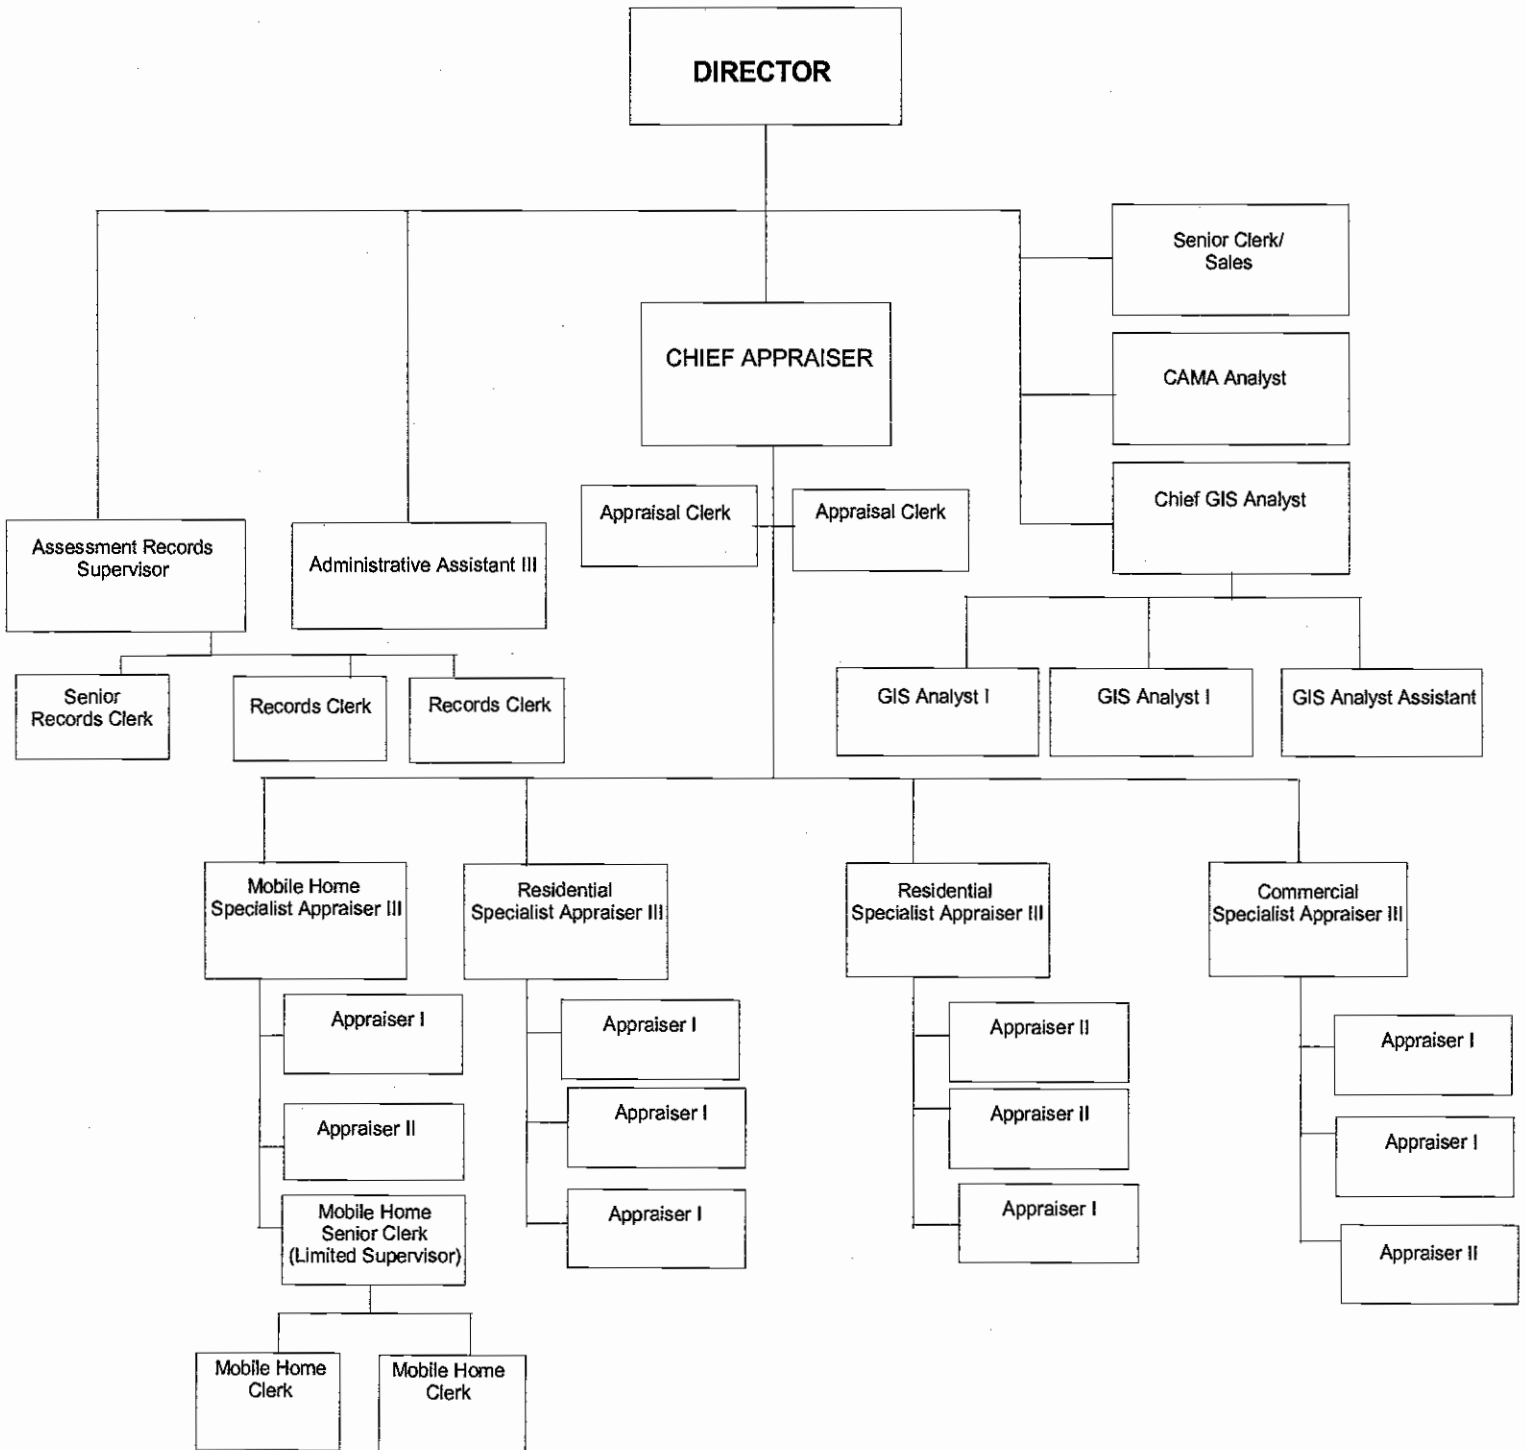 DIRECTOR
Senior Clerk/
Sales
CHIEF APPRAISER
CAMA Analyst
Chief GIS Analyst
Appraisal Clerk
Appraisal Clerk
Assessment Records
Supervisor
Administrative Assistant III
Senior
Records Clerk
Records Clerk
Records Clerk
GIS Analyst I
GIS Analyst I
GIS Analyst Assistant
Mobile Home
Specialist Appraiser III
Residential
Specialist Appraiser III
Residential
Specialist Appraiser III
Commercial
Specialist Appraiser III
Appraiser I
Appraiser II
Mobile Home
Senior Clerk
(Limited Supervisor)
Mobile Home
Clerk
Mobile Home
Clerk
Appraiser I
Appraiser I
Appraiser I
Appraiser II
Appraiser II
Appraiser I
Appraiser I
Appraiser I
Appraiser II